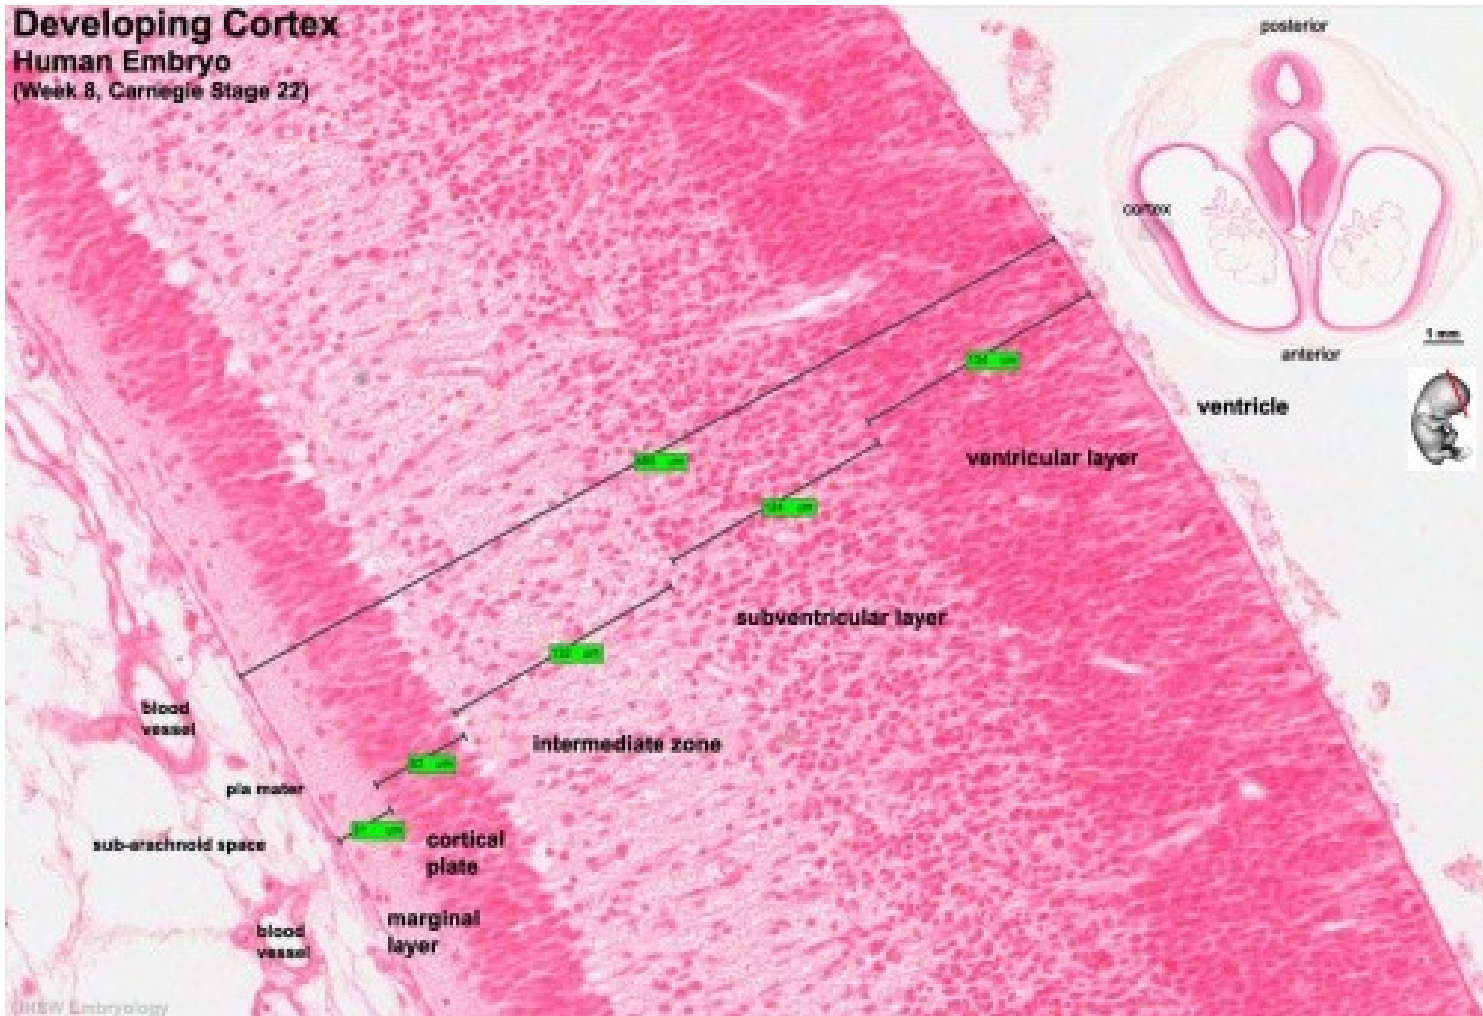 Developing Cortex
Human Embryo
(Week 8, Carnegie Stage 22)
posterior
cortex
1 mm
anterior
ventricle
ventricular layer
subventricular layer
intermediate zone
blood
vessel
pia mater
sub-arachnoid space
cortical
plate
marginal
layer
blood
vessel
UNSW Embryology